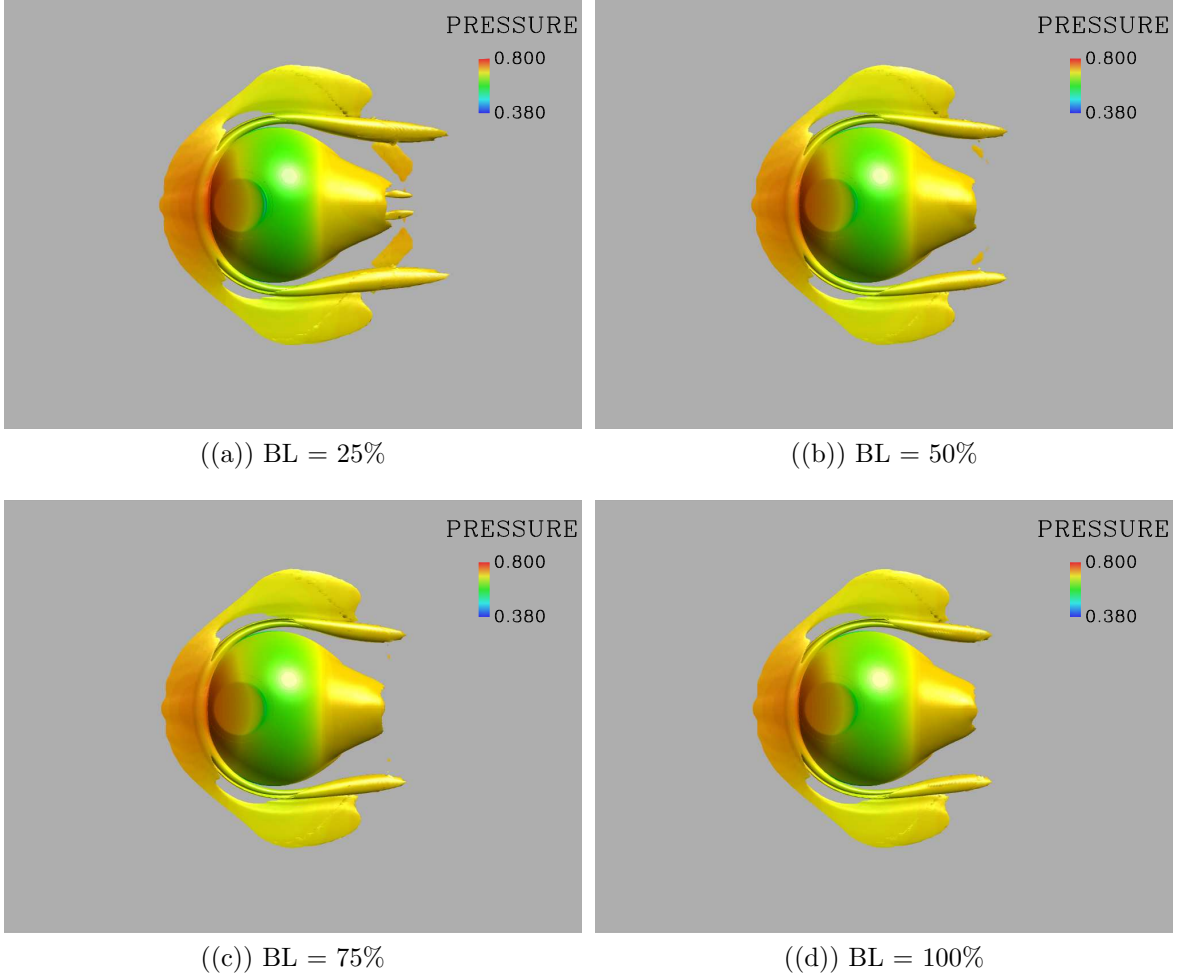 PRESSURE
0.800
0.380
PRESSURE
0.800
0.380
((a)) BL = 25%
((b)) BL = 50%
PRESSURE
0.800
0.380
PRESSURE
0.800
0.380
((c)) BL = 75%
((d)) BL = 100%